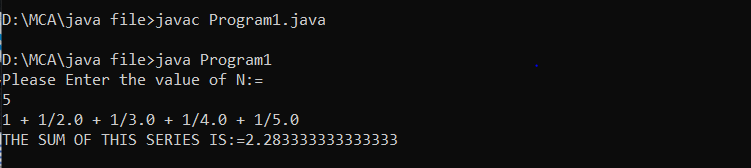 D:\MCA\java file>javac Program1.java
D:\MCA\java file>java Program1
Please Enter the value of N:=
5
1 + 1/2.0 + 1/3.0 + 1/4.0 + 1/5.0
THE SUM OF THIS SERIES IS:=2.283333333333333